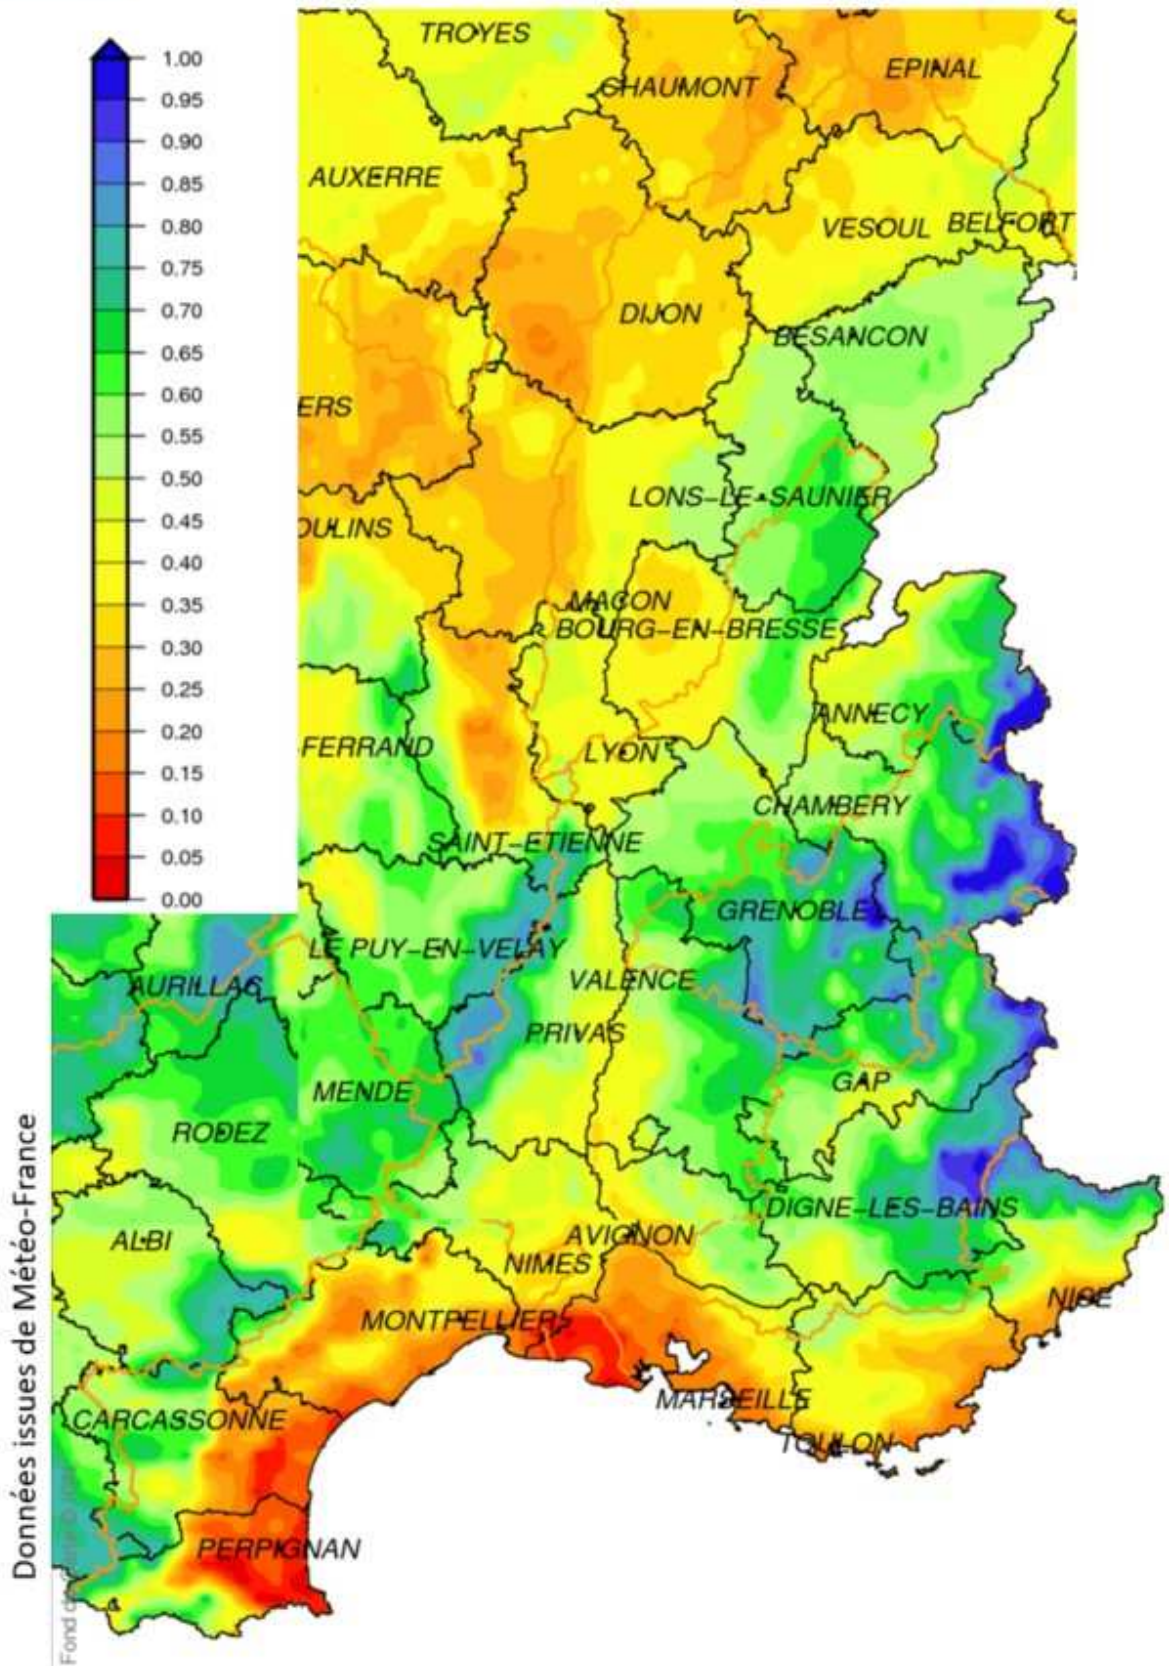 TROYES
1.00
EPINAL
CHAUMONT
0.95
0.90
AUXERRE
0.85
VESOUL BELFORT
0.80
0.75
DIJON
0.70
BESANCON
0.65
0.60
ERS
0.55
0.50
LONS-LE-SAUNIER
0.45
OULINS
0.40
0.35
MACON
BOURG-EN-BRESSE
0.30
0.25
ANNECY
0.20
FERRAND
LYON
0.15
CHAMBERY
0.10
SAINT-ETIENNE
0.05
0.00
GRENOBLE
LE PUY-EN-VELAY
AURILLAC
VALENCE
PRIVAS
GAP
MENDE
RODEZ
DIGNE-LES-BAINS
ALBI
AVIGNON
NIMES
NICE
MONTPELLIER
MARSEILLE
CARCASSONNE
TOULON
PERPIGNAN
Données issues de Météo-France
Fond